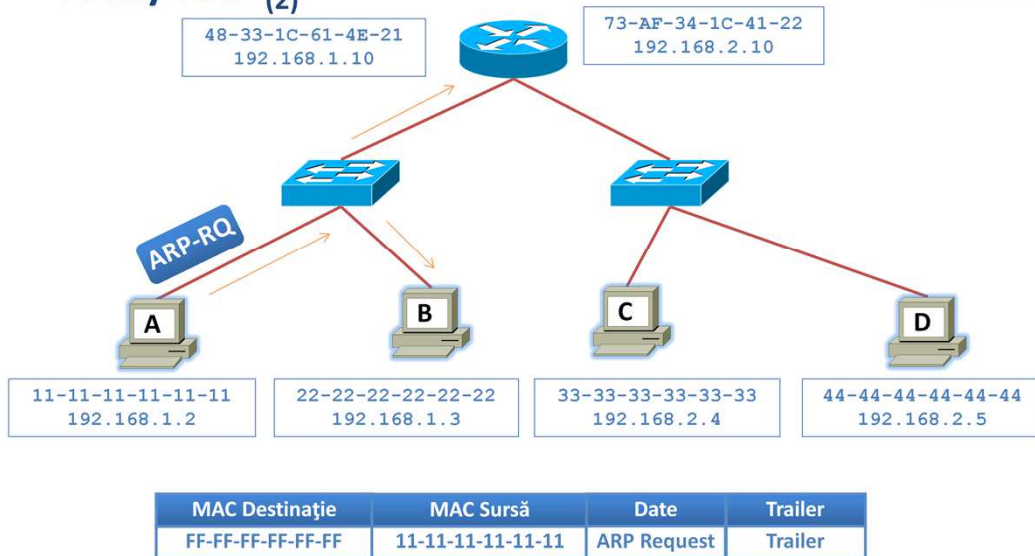 (2)
48-33-1C-61-4E-21
192.168.1.10
73-AF-34-1C-41-22
192.168.2.10
ARP-RQ
A
B
C
D
11-11-11-11-11-11
192.168.1.2
22-22-22-22-22-22
192.168.1.3
33-33-33-33-33-33
192.168.2.4
44-44-44-44-44-44
192.168.2.5
MAC Destinaţie MAC Sursă Date Trailer
FF-FF-FF-FF-FF-FF 11-11-11-11-11-11 ARP Request Trailer